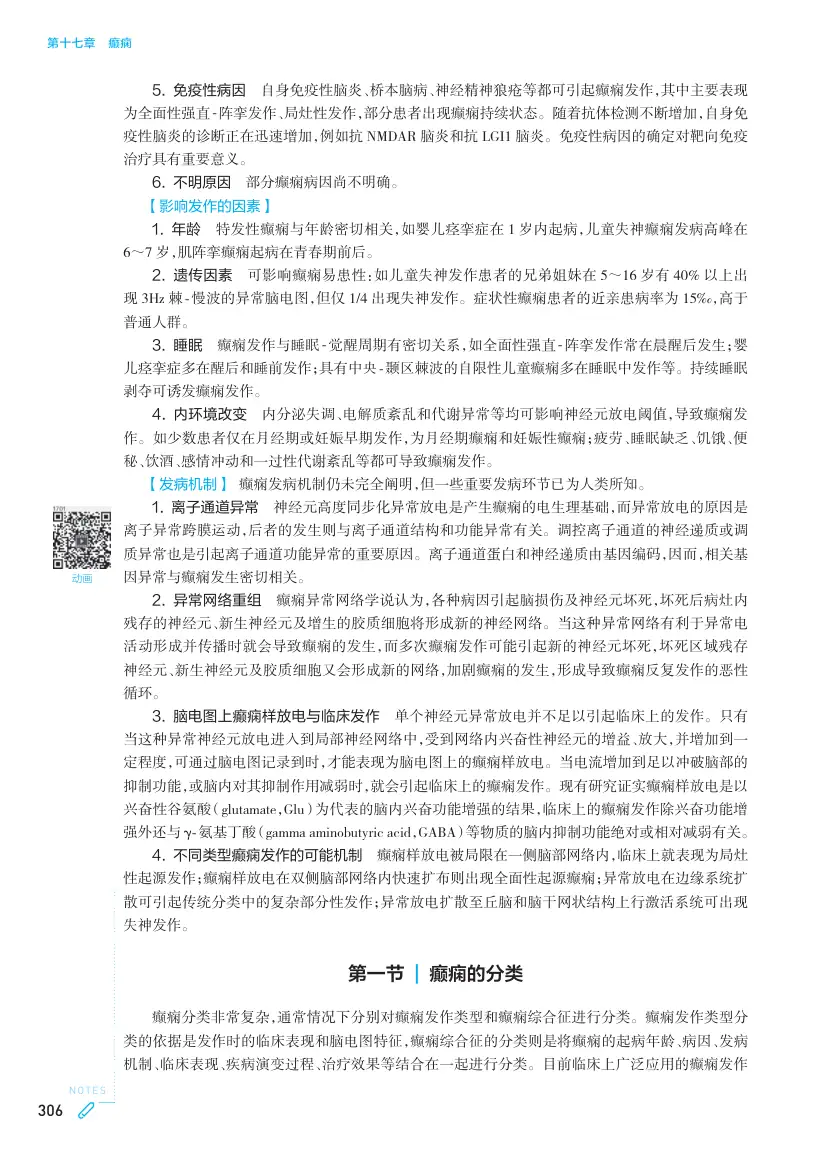 第十七章 癫痫
5. 免疫性病因 自身免疫性脑炎、桥本脑病、神经精神狼疮等都可引起癫痫发作,其中主要表现
为全面性强直-阵挛发作、局灶性发作,部分患者出现癫痫持续状态。随着抗体检测不断增加,自身免
疫性脑炎的诊断正在迅速增加,例如抗 NMDAR 脑炎和抗 LGI1 脑炎。免疫性病因的确定对靶向免疫
治疗具有重要意义。
6. 不明原因 部分癫痫病因尚不明确。
【影响发作的因素】
1. 年龄 特发性癫痫与年龄密切相关,如婴儿痉挛症在 1 岁内起病,儿童失神癫痫发病高峰在
6～7 岁,肌阵挛癫痫起病在青春期前后。
2. 遗传因素 可影响癫痫易患性:如儿童失神发作患者的兄弟姐妹在 5～16 岁有 40% 以上出
现 3Hz 棘-慢波的异常脑电图,但仅 1/4 出现失神发作。症状性癫痫患者的近亲患病率为 15‰,高于
普通人群。
3. 睡眠 癫痫发作与睡眠-觉醒周期有密切关系,如全面性强直-阵挛发作常在晨醒后发生;婴
儿痉挛症多在醒后和睡前发作;具有中央-颞区棘波的自限性儿童癫痫多在睡眠中发作等。持续睡眠
剥夺可诱发癫痫发作。
4. 内环境改变 内分泌失调、电解质紊乱和代谢异常等均可影响神经元放电阈值,导致癫痫发
作。如少数患者仅在月经期或妊娠早期发作,为月经期癫痫和妊娠性癫痫;疲劳、睡眠缺乏、饥饿、便
秘、饮酒、感情冲动和一过性代谢紊乱等都可导致癫痫发作。
【发病机制】 癫痫发病机制仍未完全阐明,但一些重要发病环节已为人类所知。
1. 离子通道异常 神经元高度同步化异常放电是产生癫痫的电生理基础,而异常放电的原因是
离子异常跨膜运动,后者的发生则与离子通道结构和功能异常有关。调控离子通道的神经递质或调
质异常也是引起离子通道功能异常的重要原因。离子通道蛋白和神经递质由基因编码,因而,相关基
因异常与癫痫发生密切相关。
动画
2. 异常网络重组 癫痫异常网络学说认为,各种病因引起脑损伤及神经元坏死,坏死后病灶内
残存的神经元、新生神经元及增生的胶质细胞将形成新的神经网络。当这种异常网络有利于异常电
活动形成并传播时就会导致癫痫的发生,而多次癫痫发作可能引起新的神经元坏死,坏死区域残存
神经元、新生神经元及胶质细胞又会形成新的网络,加剧癫痫的发生,形成导致癫痫反复发作的恶性
循环。
3. 脑电图上癫痫样放电与临床发作 单个神经元异常放电并不足以引起临床上的发作。只有
当这种异常神经元放电进入到局部神经网络中,受到网络内兴奋性神经元的增益、放大,并增加到一
定程度,可通过脑电图记录到时,才能表现为脑电图上的癫痫样放电。当电流增加到足以冲破脑部的
抑制功能,或脑内对其抑制作用减弱时,就会引起临床上的癫痫发作。现有研究证实癫痫样放电是以
兴奋性谷氨酸(glutamate,Glu)为代表的脑内兴奋功能增强的结果,临床上的癫痫发作除兴奋功能增
强外还与 γ-氨基丁酸(gamma aminobutyric acid,GABA)等物质的脑内抑制功能绝对或相对减弱有关。
4. 不同类型癫痫发作的可能机制 癫痫样放电被局限在一侧脑部网络内,临床上就表现为局灶
性起源发作;癫痫样放电在双侧脑部网络内快速扩布则出现全面性起源癫痫;异常放电在边缘系统扩
散可引起传统分类中的复杂部分性发作;异常放电扩散至丘脑和脑干网状结构上行激活系统可出现
失神发作。
第一节 | 癫痫的分类
癫痫分类非常复杂,通常情况下分别对癫痫发作类型和癫痫综合征进行分类。癫痫发作类型分
类的依据是发作时的临床表现和脑电图特征,癫痫综合征的分类则是将癫痫的起病年龄、病因、发病
机制、临床表现、疾病演变过程、治疗效果等结合在一起进行分类。目前临床上广泛应用的癫痫发作
NOTES
306